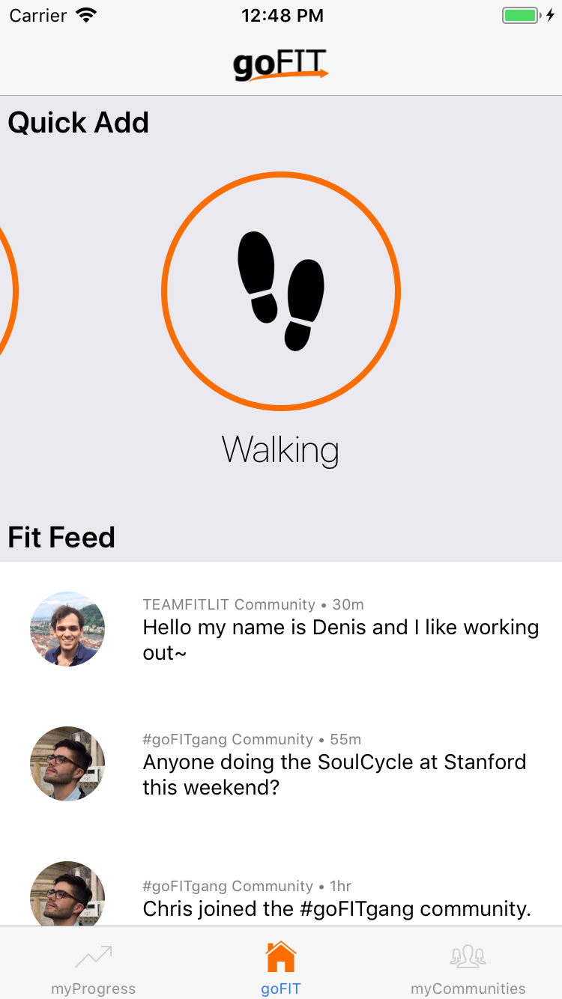 Carrier 12:48 PM
goFIT
Quick Add
Walking
Fit Feed
TEAMFITLIT Community • 30m
Hello my name is Denis and I like working
out~
#goFITgang Community • 55m
Anyone doing the SoulCycle at Stanford
this weekend?
#goFITgang Community • 1hr
Chris joined the #goFITgang community.
myProgress goFIT myCommunities